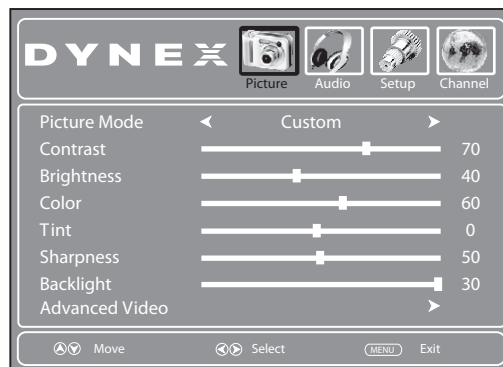 DYNEX
Picture Audio Setup Channel
Picture Mode Custom
Contrast 70
Brightness 40
Color 60
Tint 0
Sharpness 50
Backlight 30
Advanced Video
Move Select MENU Exit